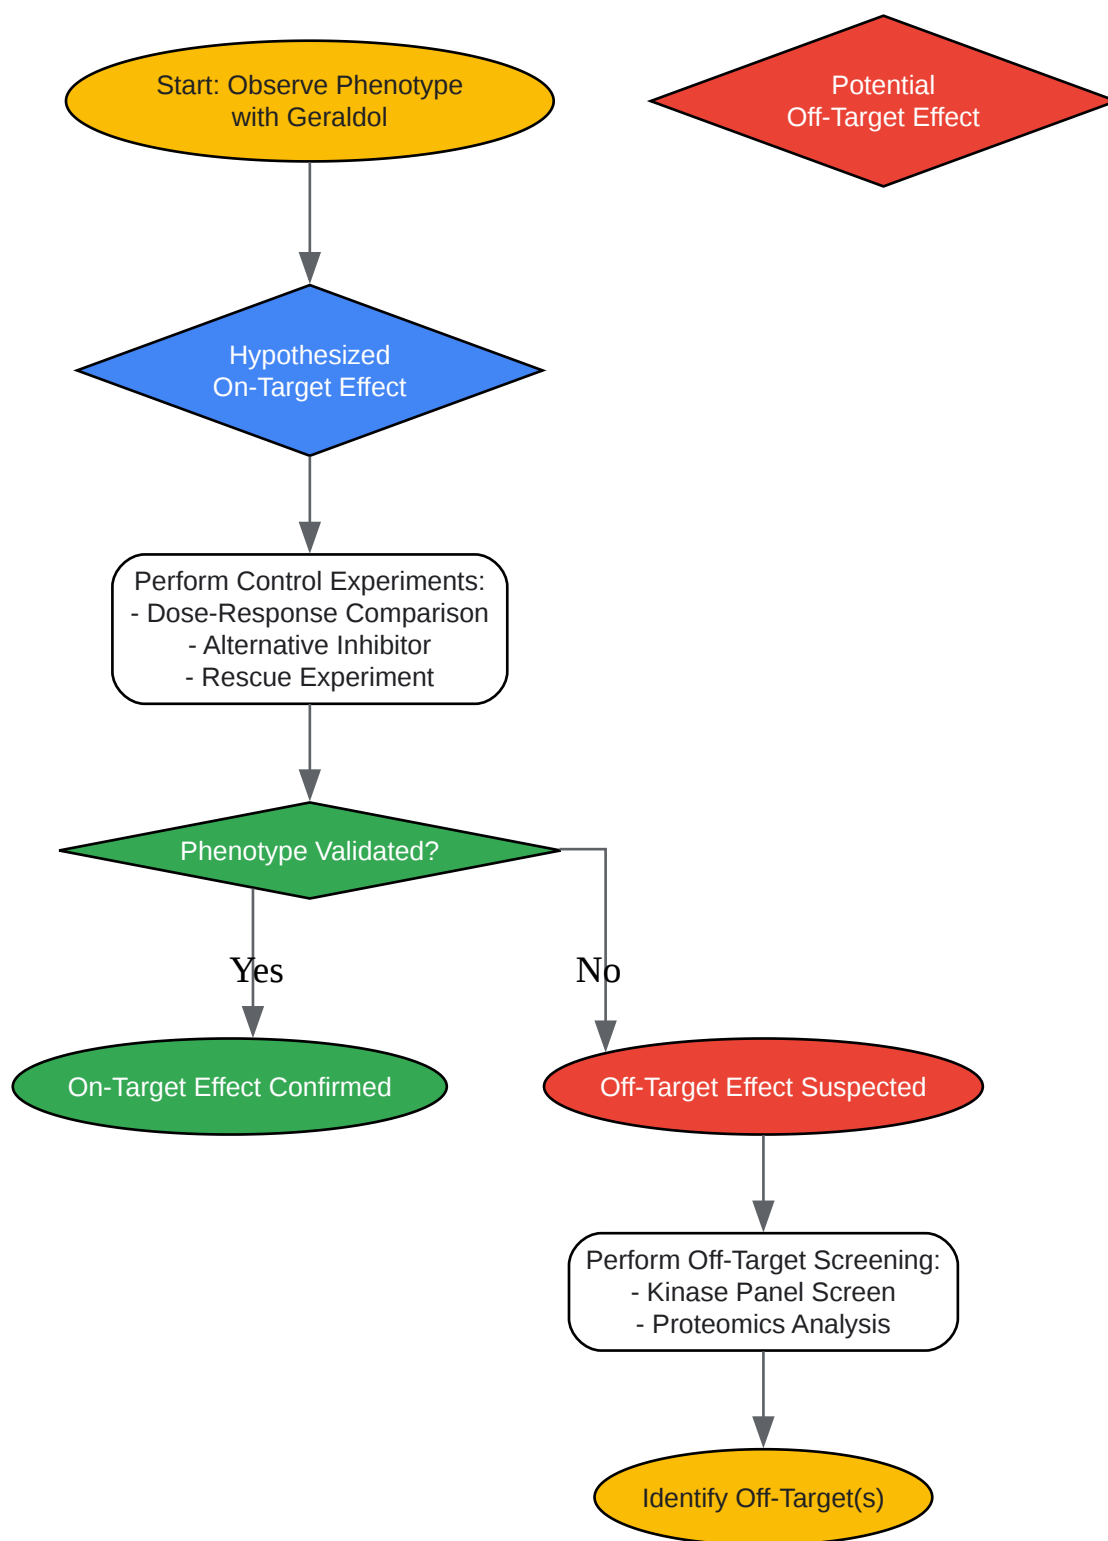 Start: Observe Phenotype
with Geraldol
Potential
Off-Target Effect
Hypothesized
On-Target Effect
Perform Control Experiments:
- Dose-Response Comparison
- Alternative Inhibitor
- Rescue Experiment
Phenotype Validated?
Yes
No
On-Target Effect Confirmed
Off-Target Effect Suspected
Perform Off-Target Screening:
- Kinase Panel Screen
- Proteomics Analysis
Identify Off-Target(s)